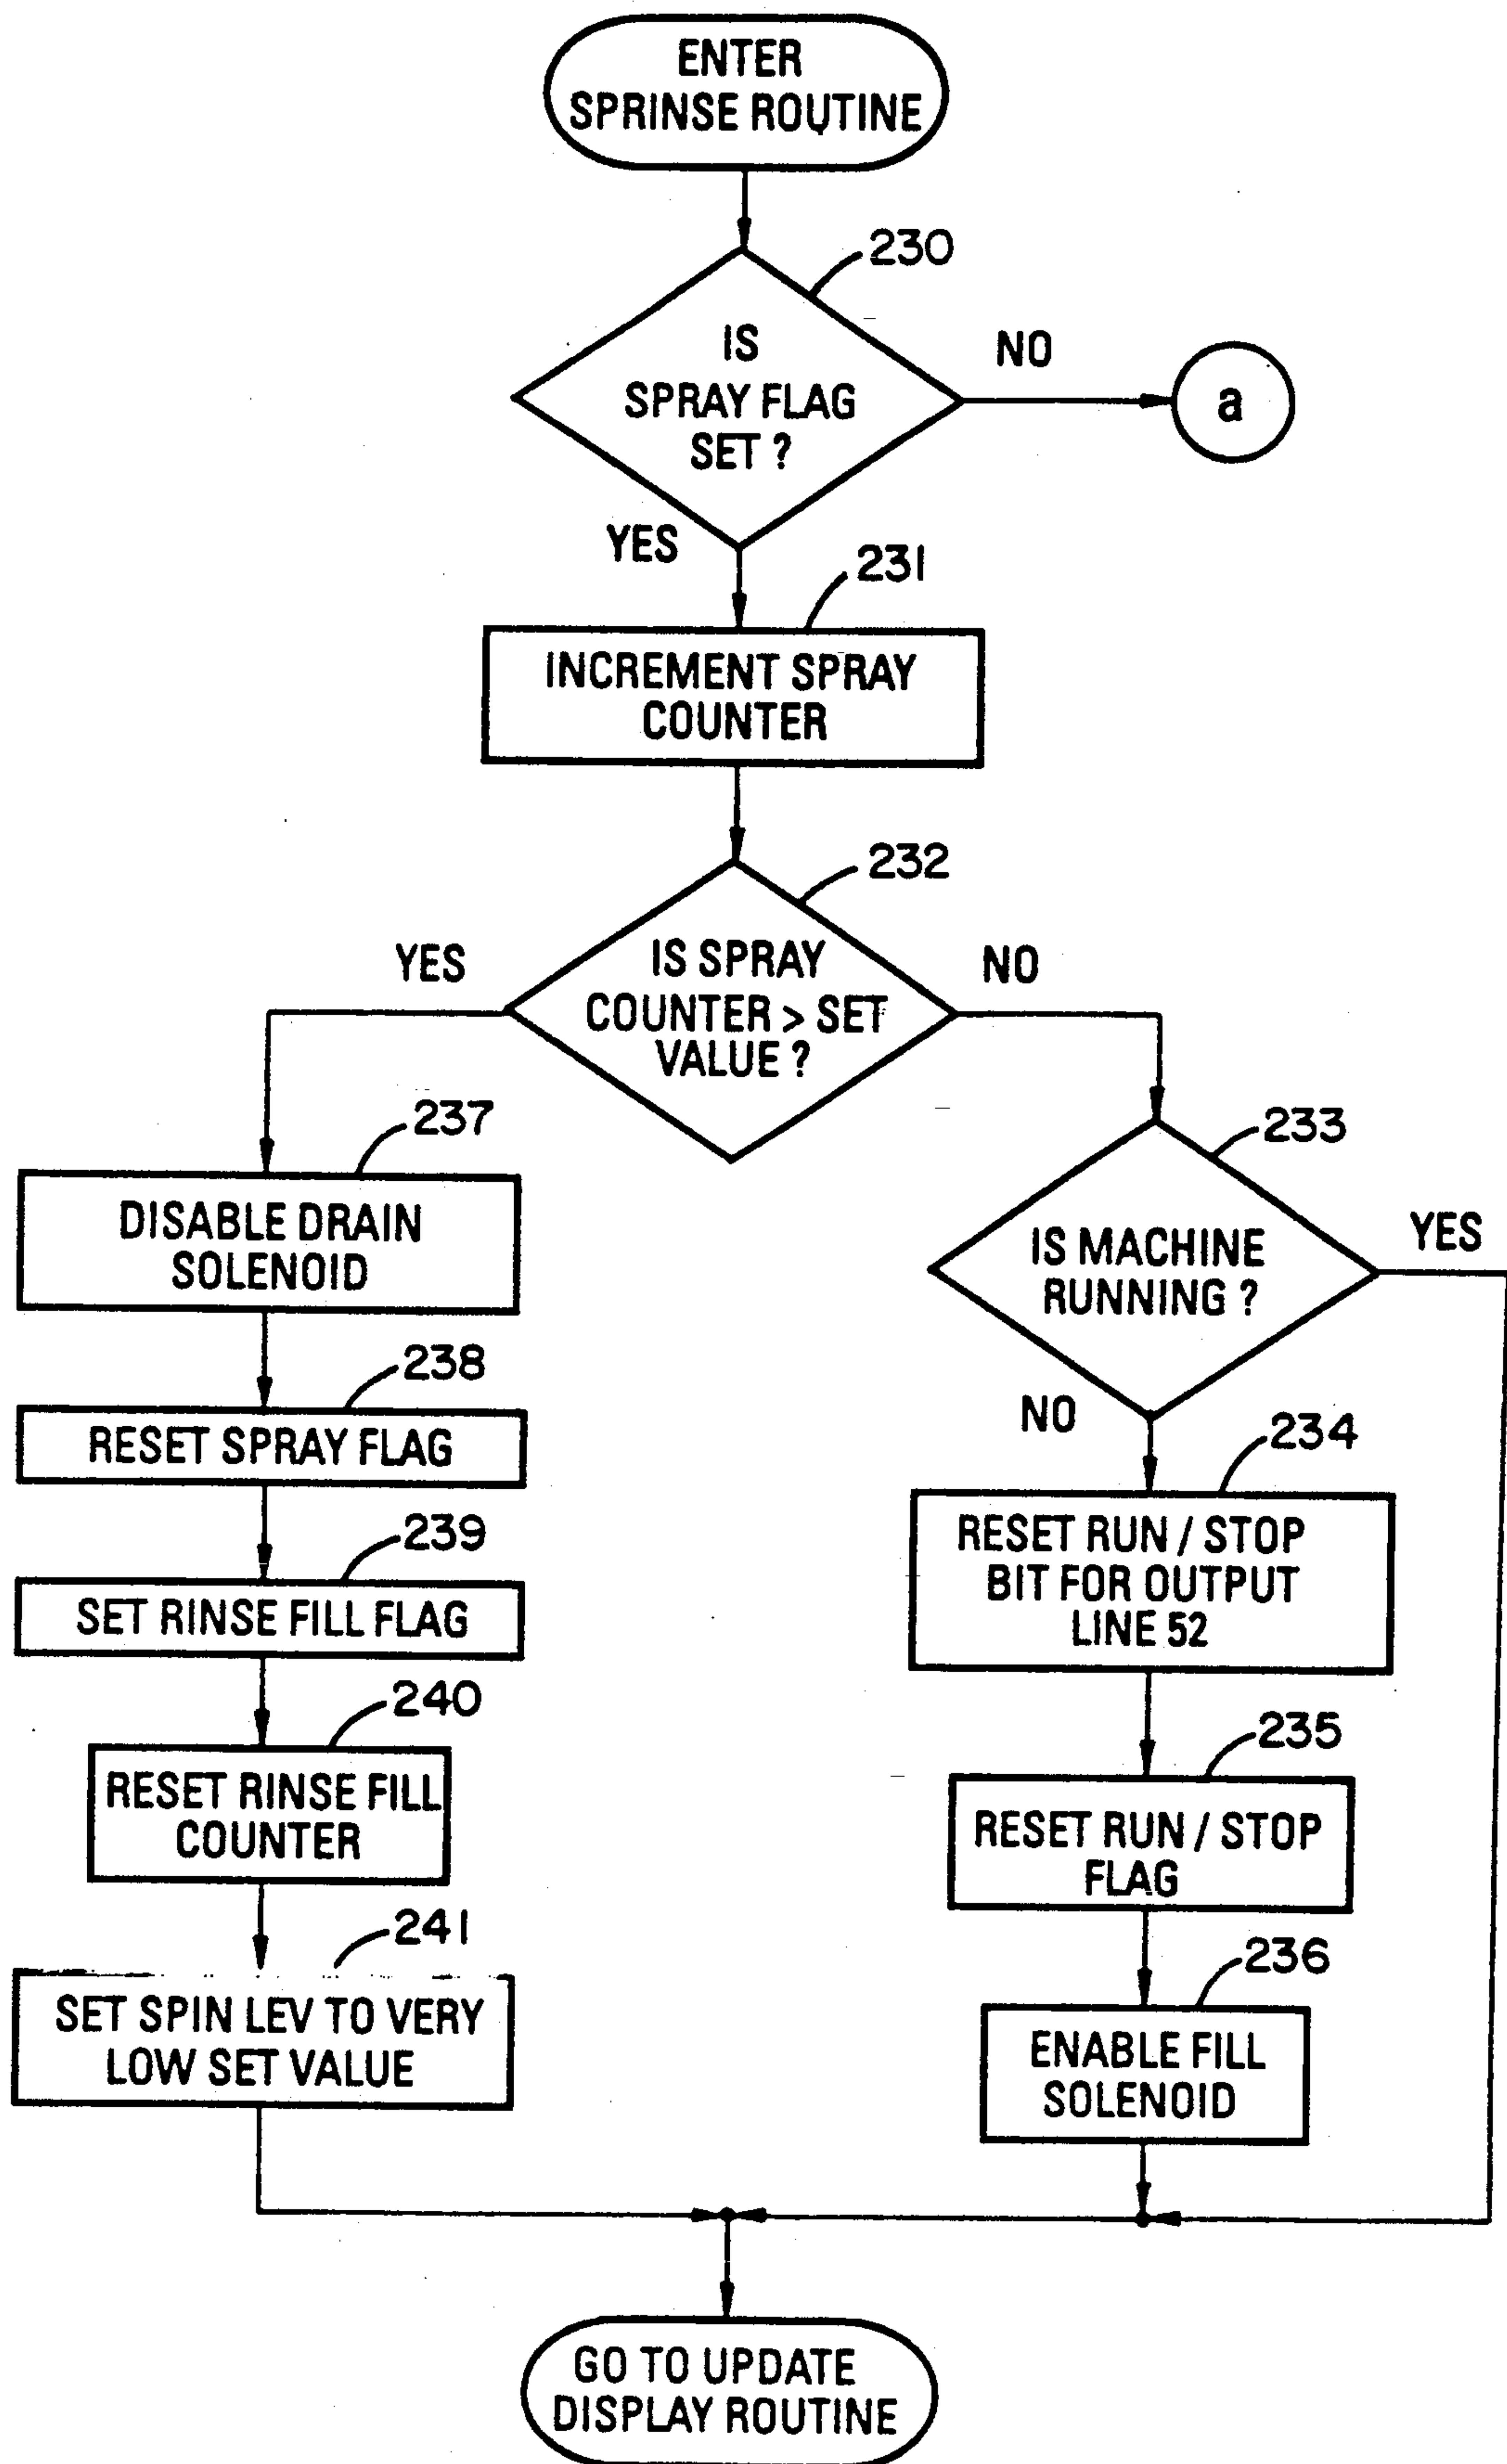 ENTER
SPRINSE ROUTINE
230
IS
SPRAY FLAG
SET ?
NO
a
YES
231
INCREMENT SPRAY
COUNTER
232
IS SPRAY
COUNTER > SET
VALUE ?
YES
NO
237
DISABLE DRAIN
SOLENOID
238
RESET SPRAY FLAG
239
SET RINSE FILL FLAG
240
RESET RINSE FILL
COUNTER
241
SET SPIN LEV TO VERY
LOW SET VALUE
233
IS MACHINE
RUNNING ?
YES
NO
234
RESET RUN / STOP
BIT FOR OUTPUT
LINE 52
235
RESET RUN / STOP
FLAG
236
ENABLE FILL
SOLENOID
GO TO UPDATE
DISPLAY ROUTINE